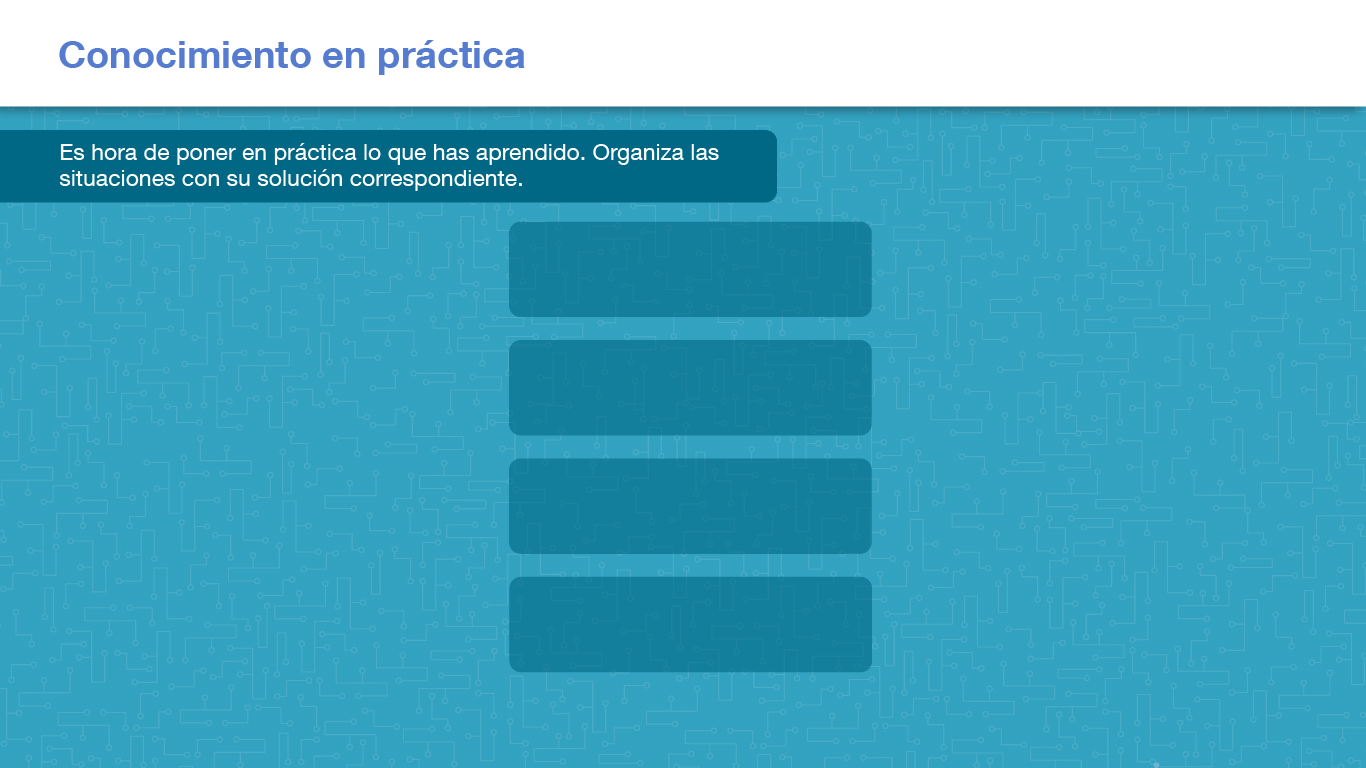 Conocimiento en práctica
Es hora de poner en práctica lo que has aprendido. Organiza las
situaciones con su solución correspondiente.